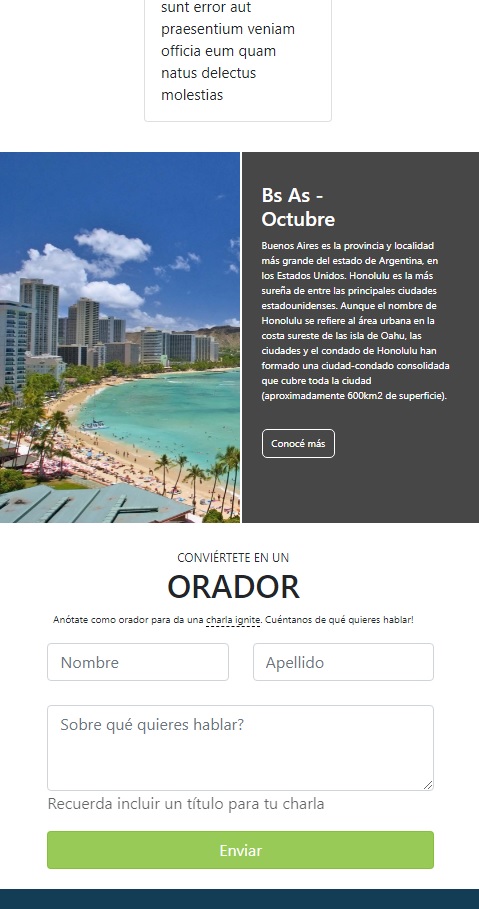 sunt error aut
praesentium veniam
officia eum quam
natus delectus
molestias
Bs As -
Octubre
Buenos Aires es la provincia y localidad
más grande del estado de Argentina, en
los Estados Unidos. Honolulu es la más
sureña de entre las principales ciudades
estadounidenses. Aunque el nombre de
Honolulu se refiere al área urbana en la
costa sureste de las isla de Oahu, las
ciudades y el condado de Honolulu han
formado una ciudad-condado consolidada
que cubre toda la ciudad
(aproximadamente 600km2 de superficie).
Conocé más
CONVIÉRTETE EN UN
ORADOR
Anótate como orador para da una charla ignite. Cuéntanos de qué quieres hablar!
Nombre
Apellido
Sobre qué quieres hablar?
Recuerda incluir un título para tu charla
Enviar